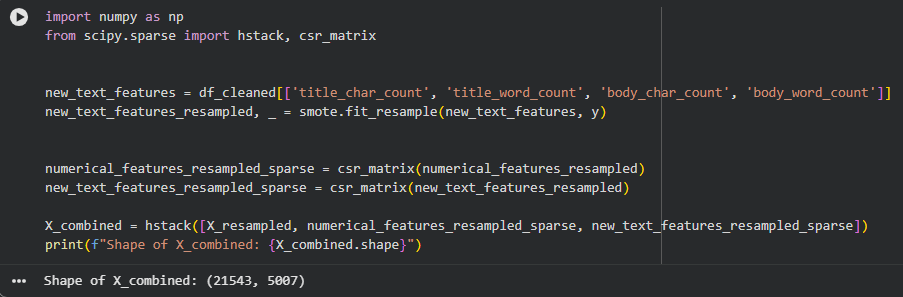 import numpy as np
from scipy.sparse import hstack, csr_matrix
new_text_features = df_cleaned[['title_char_count', 'title_word_count', 'body_char_count', 'body_word_count']]
new_text_features_resampled, _ = smote.fit_resample(new_text_features, y)
numerical_features_resampled_sparse = csr_matrix(numerical_features_resampled)
new_text_features_resampled_sparse = csr_matrix(new_text_features_resampled)
X_combined = hstack([X_resampled, numerical_features_resampled_sparse, new_text_features_resampled_sparse])
print(f"Shape of X_combined: {X_combined.shape}")
Shape of X_combined: (21543, 5007)